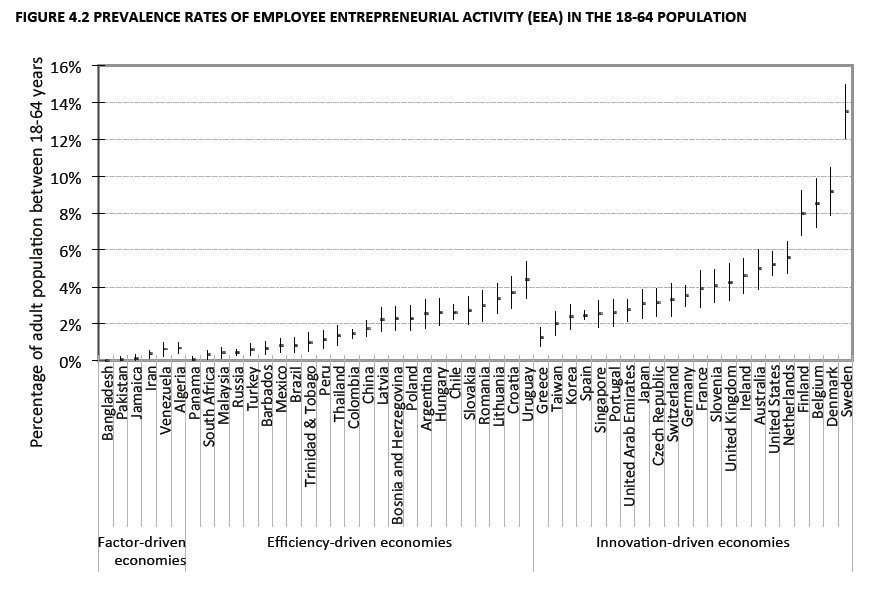 FIGURE 4.2 PREVALENCE RATES OF EMPLOYEE ENTREPRENEURIAL ACTIVITY (EEA) IN THE 18-64 POPULATION
Percentage of adult population between 18-64 years
16%
14%
12%
10%
8%
6%
4%
2%
0%
Bangladesh
Pakistan
Jamaica
Iran
Venezuela
Algeria
Panama
South Africa
Malaysia
Russia
Turkey
Barbados
Mexico
Brazil
Trinidad & Tobago
Peru
Thailand
Colombia
China
Latvia
Bosnia and Herzegovina
Poland
Argentina
Hungary
Chile
Slovakia
Romania
Lithuania
Croatia
Uruguay
Greece
Taiwan
Korea
Spain
Singapore
Portugal
United Arab Emirates
Japan
Czech Republic
Switzerland
Germany
France
Slovenia
United Kingdom
Ireland
Australia
United States
Netherlands
Finland
Belgium
Denmark
Sweden
Factor-driven
economies
Efficiency-driven economies
Innovation-driven economies